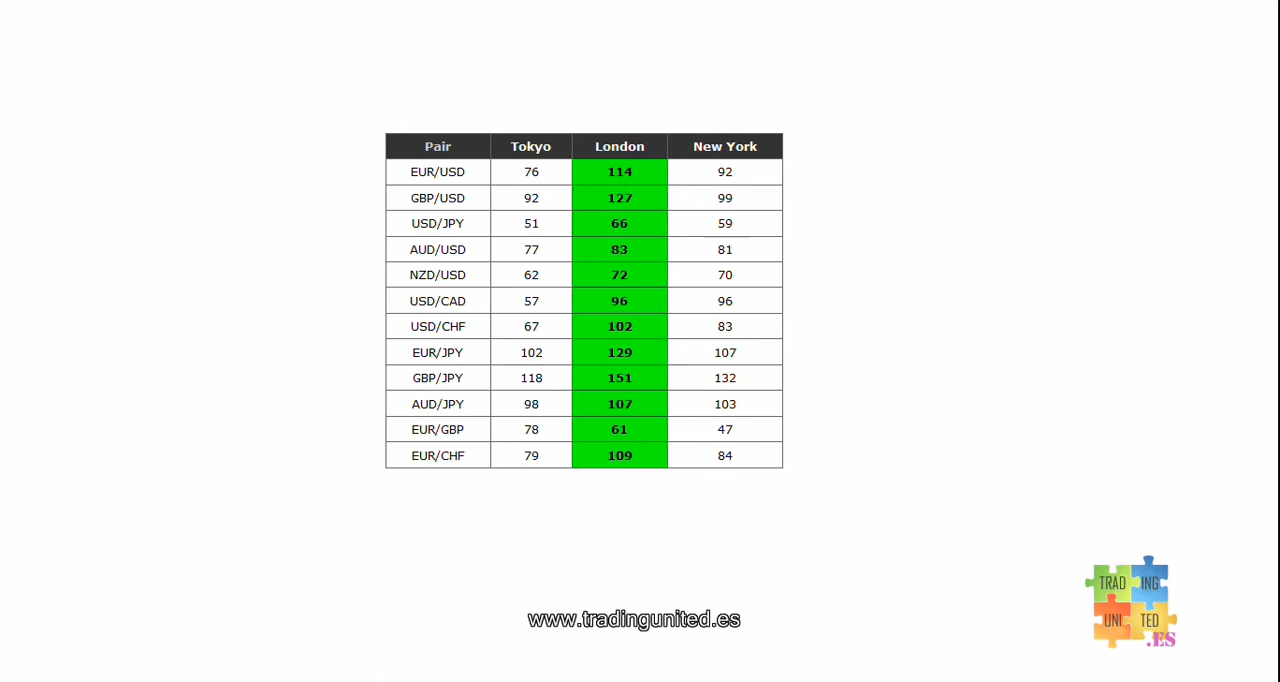 Pair Tokyo London New York
EUR/USD 76 114 92
GBP/USD 92 127 99
USD/JPY 51 66 59
AUD/USD 77 83 81
NZD/USD 62 72 70
USD/CAD 57 96 96
USD/CHF 67 102 83
EUR/JPY 102 129 107
GBP/JPY 118 151 132
AUD/JPY 98 107 103
EUR/GBP 78 61 47
EUR/CHF 79 109 84
TRAD ING
UNI TED
.ES
www.tradingunited.es